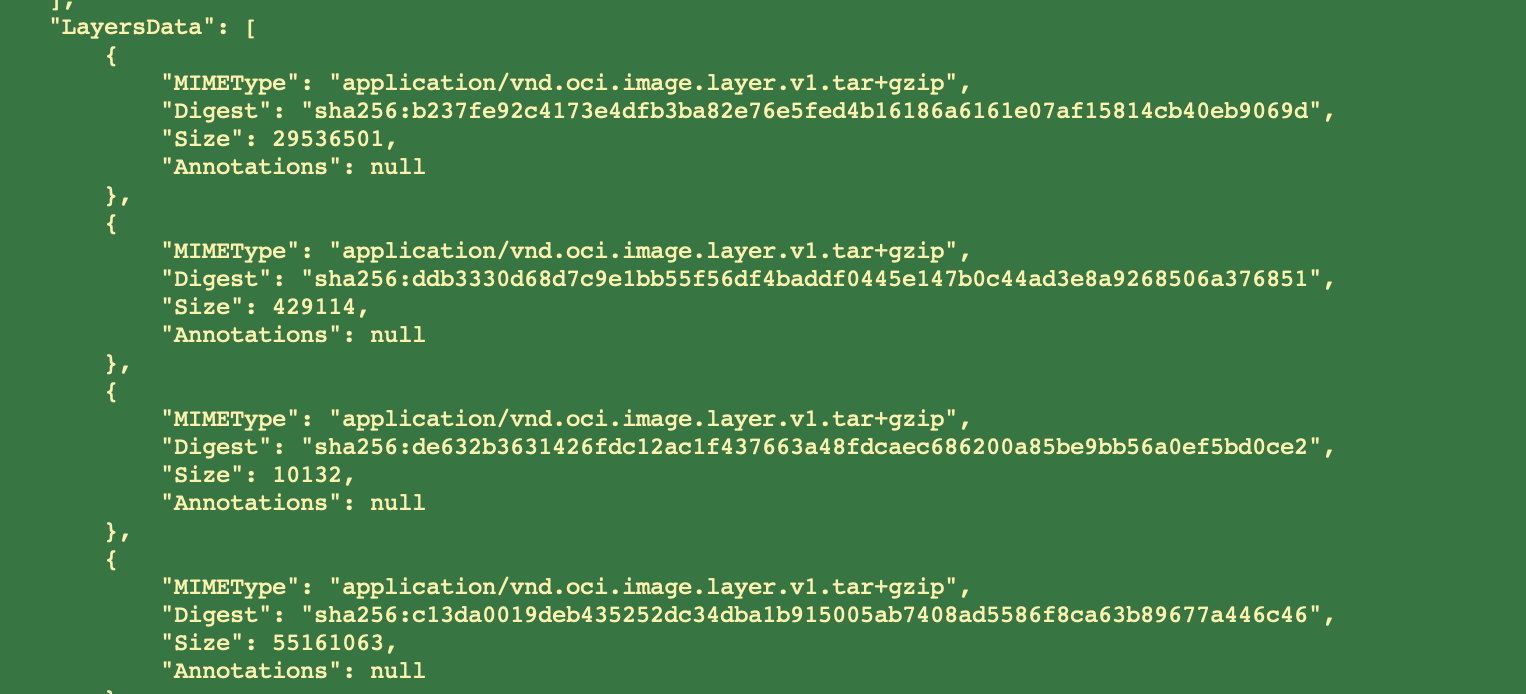 ],
"LayersData": [
{
"MIMEType": "application/vnd.oci.image.layer.v1.tar+gzip",
"Digest": "sha256:b237fe92c4173e4dfb3ba82e76e5fed4b16186a6161e07af15814cb40eb9069d",
"Size": 29536501,
"Annotations": null
},
{
"MIMEType": "application/vnd.oci.image.layer.v1.tar+gzip",
"Digest": "sha256:ddb3330d68d7c9e1bb55f56df4baddf0445e147b0c44ad3e8a9268506a376851",
"Size": 429114,
"Annotations": null
},
{
"MIMEType": "application/vnd.oci.image.layer.v1.tar+gzip",
"Digest": "sha256:de632b3631426fdc12ac1f437663a48fdcaec686200a85be9bb56a0ef5bd0ce2",
"Size": 10132,
"Annotations": null
},
{
"MIMEType": "application/vnd.oci.image.layer.v1.tar+gzip",
"Digest": "sha256:c13da0019deb435252dc34dba1b915005ab7408ad5586f8ca63b89677a446c46",
"Size": 55161063,
"Annotations": null